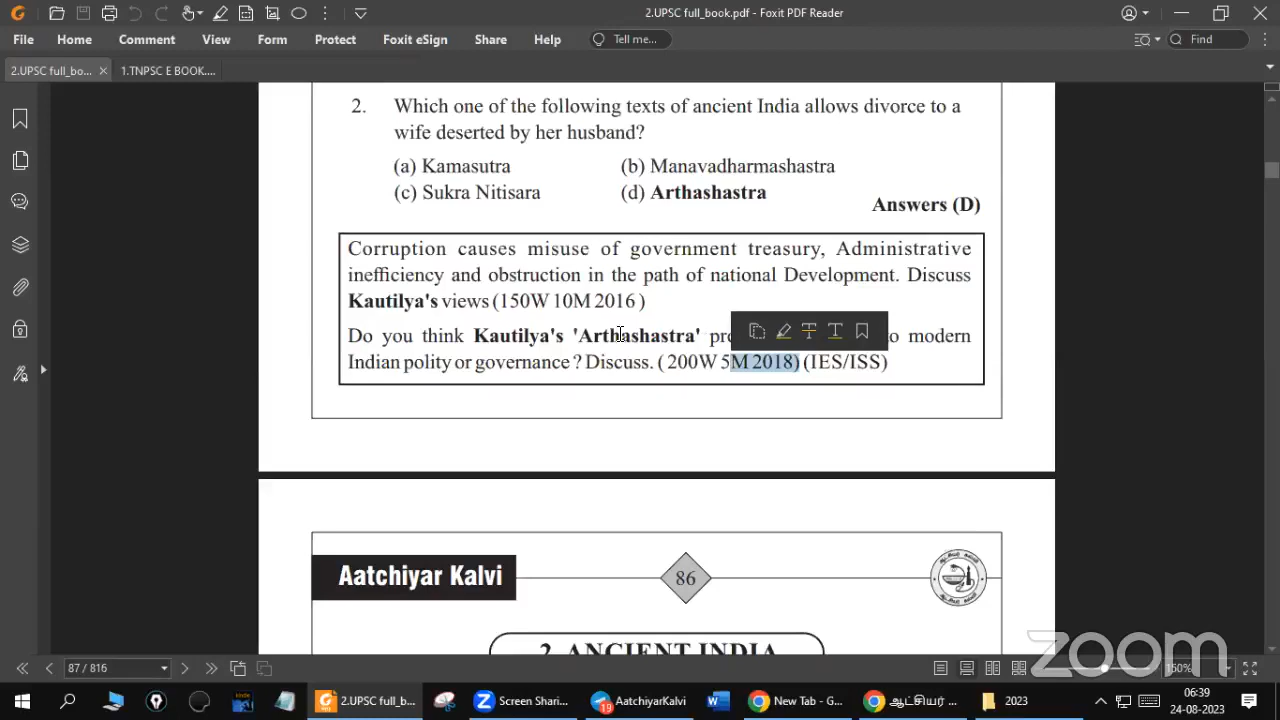 2.UPSC full_book.pdf - Foxit PDF Reader
File Home Comment View Form Protect Foxit eSign Share Help Tell me... Find
2.UPSC full_bo... 1.TNPSC E BOOK....
2. Which one of the following texts of ancient India allows divorce to a
wife deserted by her husband?
(a) Kamasutra (b) Manavadharmashastra
(c) Sukra Nitisara (d) Arthashastra
Answers (D)
Corruption causes misuse of government treasury, Administrative
inefficiency and obstruction in the path of national Development. Discuss
Kautilya's views (150W 10M 2016 )
Do you think Kautilya's 'Arthashastra' modern
Indian polity or governance ? Discuss. ( 200W 5M 2018) (IES/ISS)
Aatchiyar Kalvi 86
2. ANCIENT INDIA
zoom
87 / 816 150%
2.UPSC full_b... Screen Shari... 19 AatchiyarKalvi New Tab - G... 2023 06:39
24-08-2023